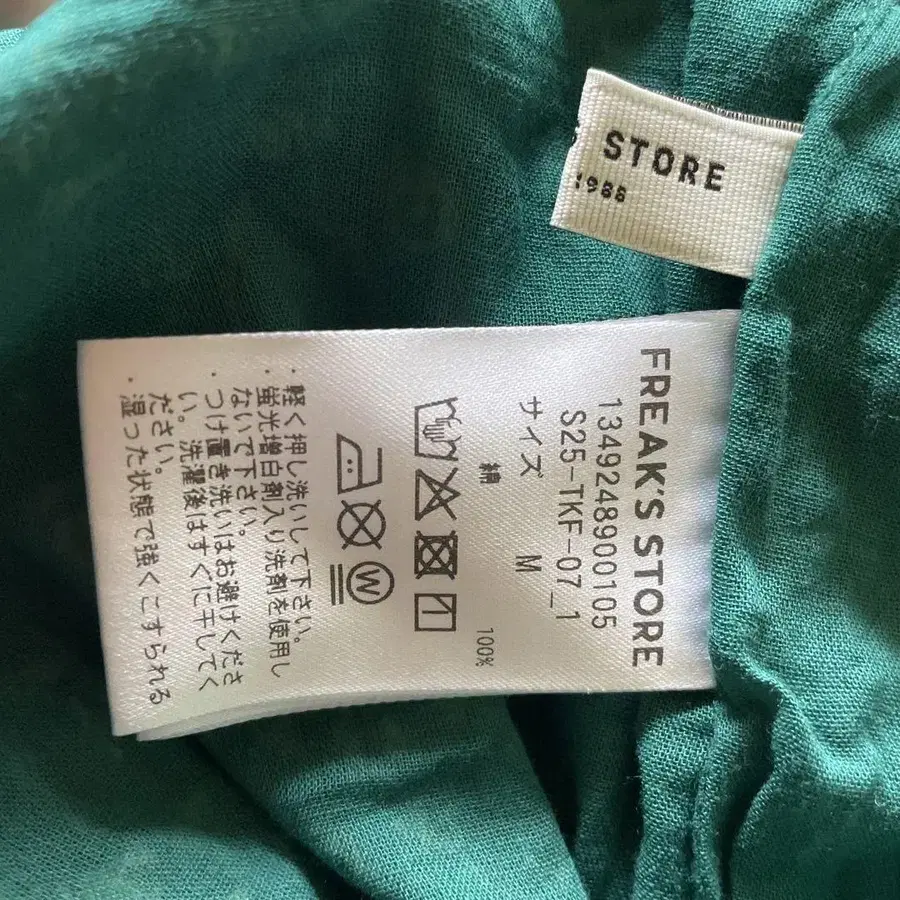 STORE
1988
FREAK'S STORE
13492489000105
S25-TKF-07_1
サイズ M
綿 100%
W
・軽く押し洗いして下さい。
・蛍光増白剤入り洗剤を使用し
ないで下さい。
・つけ置き洗いはお避けくださ
い。洗濯後はすぐに干してく
ださい。
・湿った状態で強くこすられる